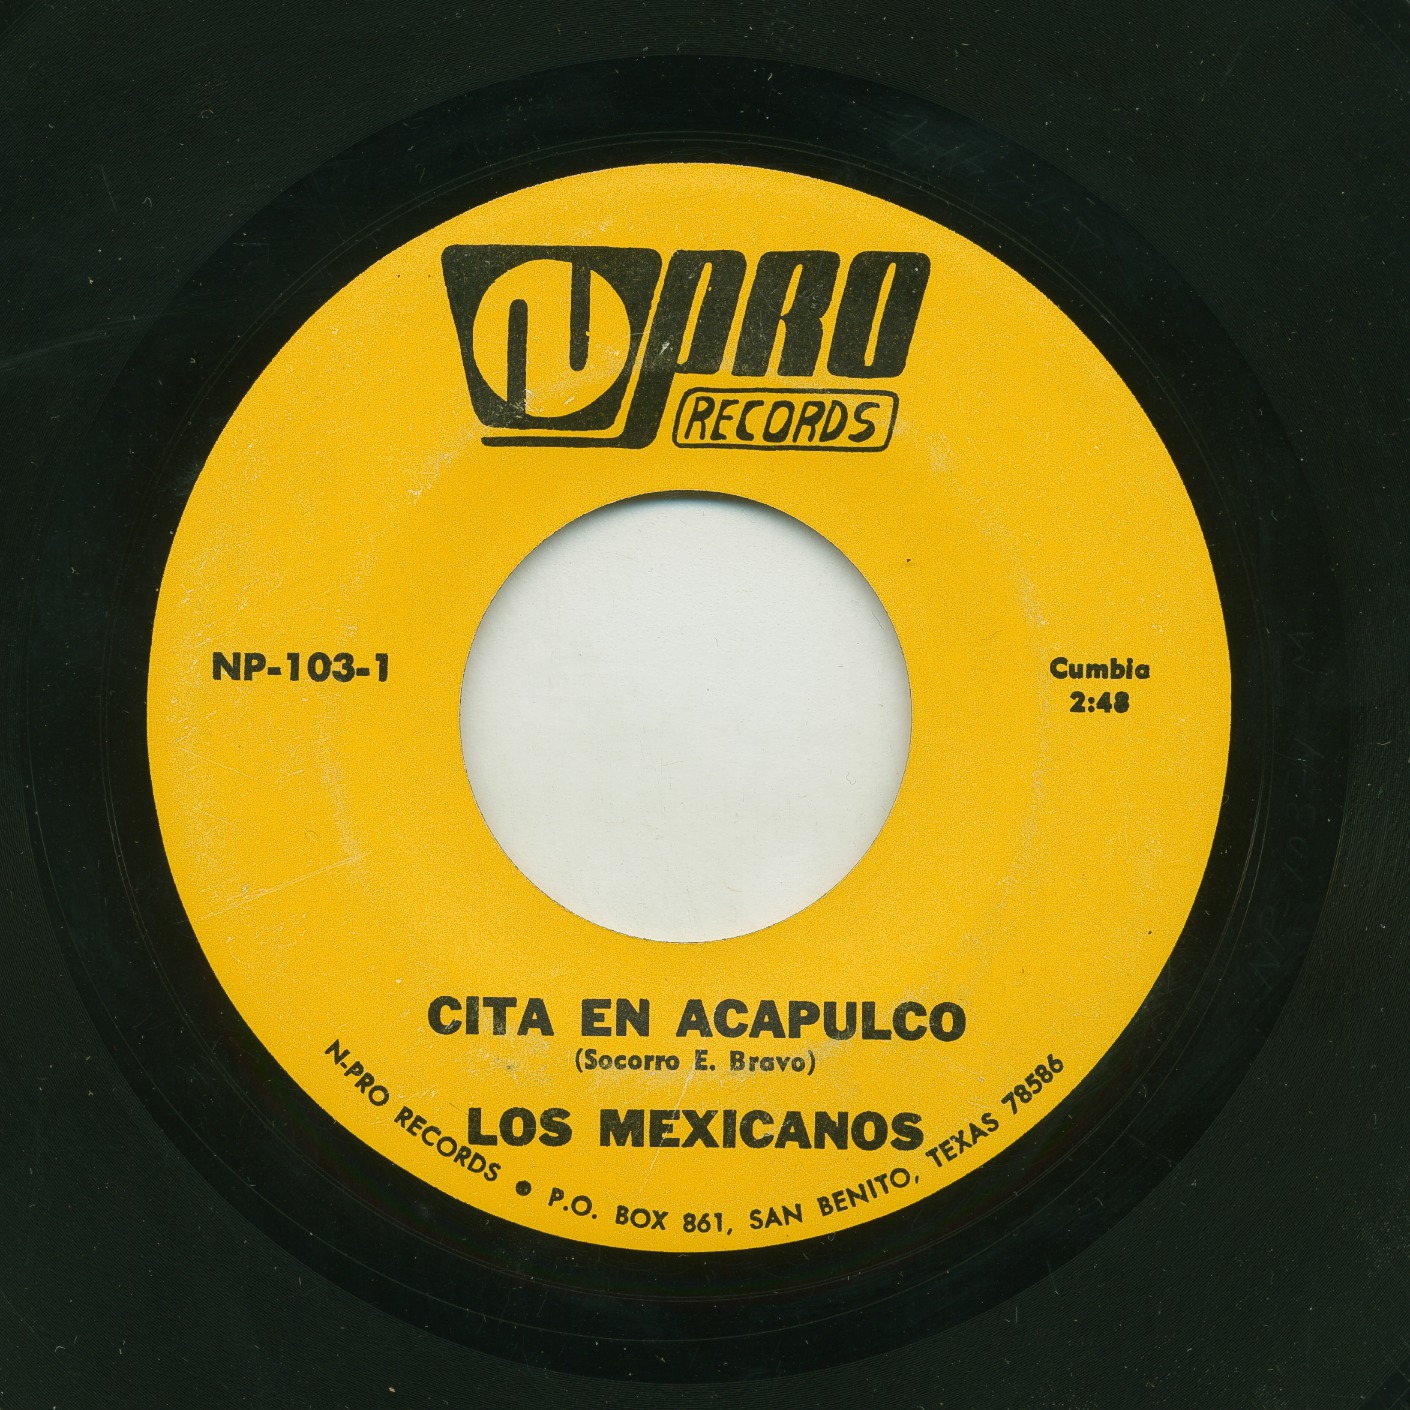 N PRO
RECORDS
NP-103-1
Cumbia
2:48
CITA EN ACAPULCO
(Socorro E. Bravo)
LOS MEXICANOS
N-PRO RECORDS • P.O. BOX 861, SAN BENITO, TEXAS 78586